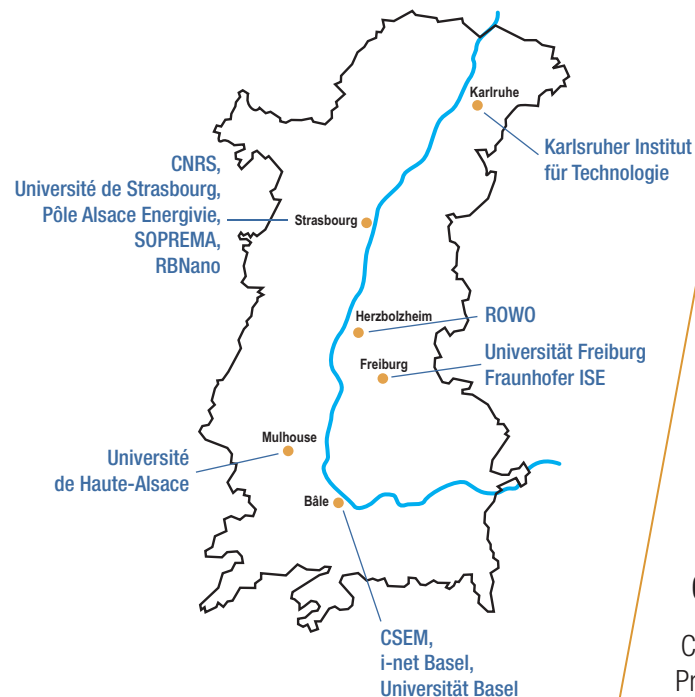 Karlruhe
Karlsruher Institut
für Technologie
CNRS,
Université de Strasbourg,
Pôle Alsace Energivie,
SOPREMA,
RBNano
Strasbourg
Herzbolzheim
ROWO
Freiburg
Universität Freiburg
Fraunhofer ISE
Mulhouse
Université
de Haute-Alsace
Bâle
CSEM,
i-net Basel,
Universität Basel